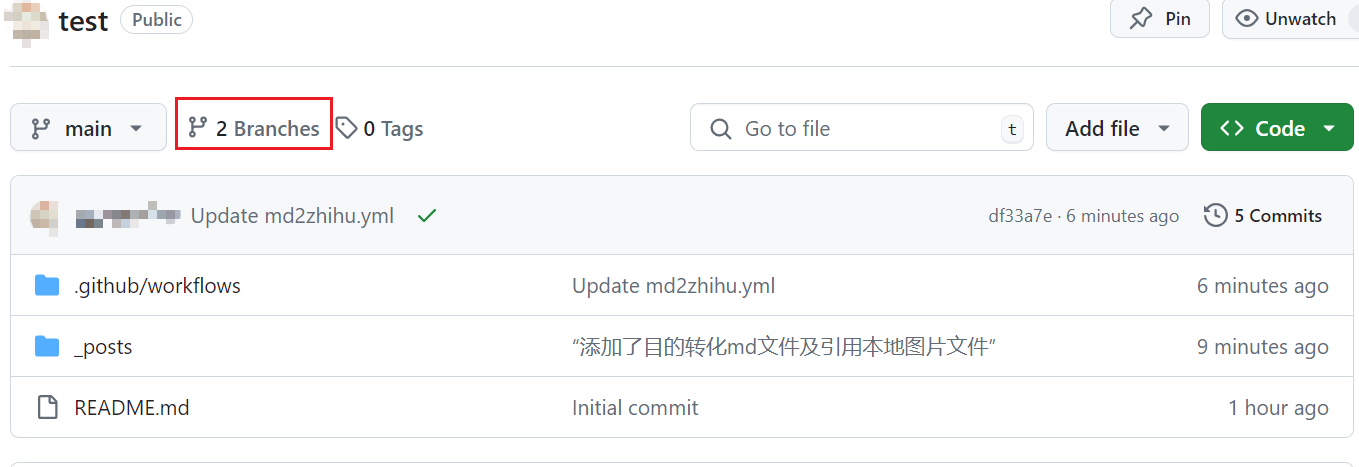 test Public Pin Unwatch
main 2 Branches 0 Tags Go to file t Add file Code
Update md2zhihu.yml df33a7e · 6 minutes ago 5 Commits
.github/workflows Update md2zhihu.yml 6 minutes ago
_posts “添加了目的转化md文件及引用本地图片文件” 9 minutes ago
README.md Initial commit 1 hour ago